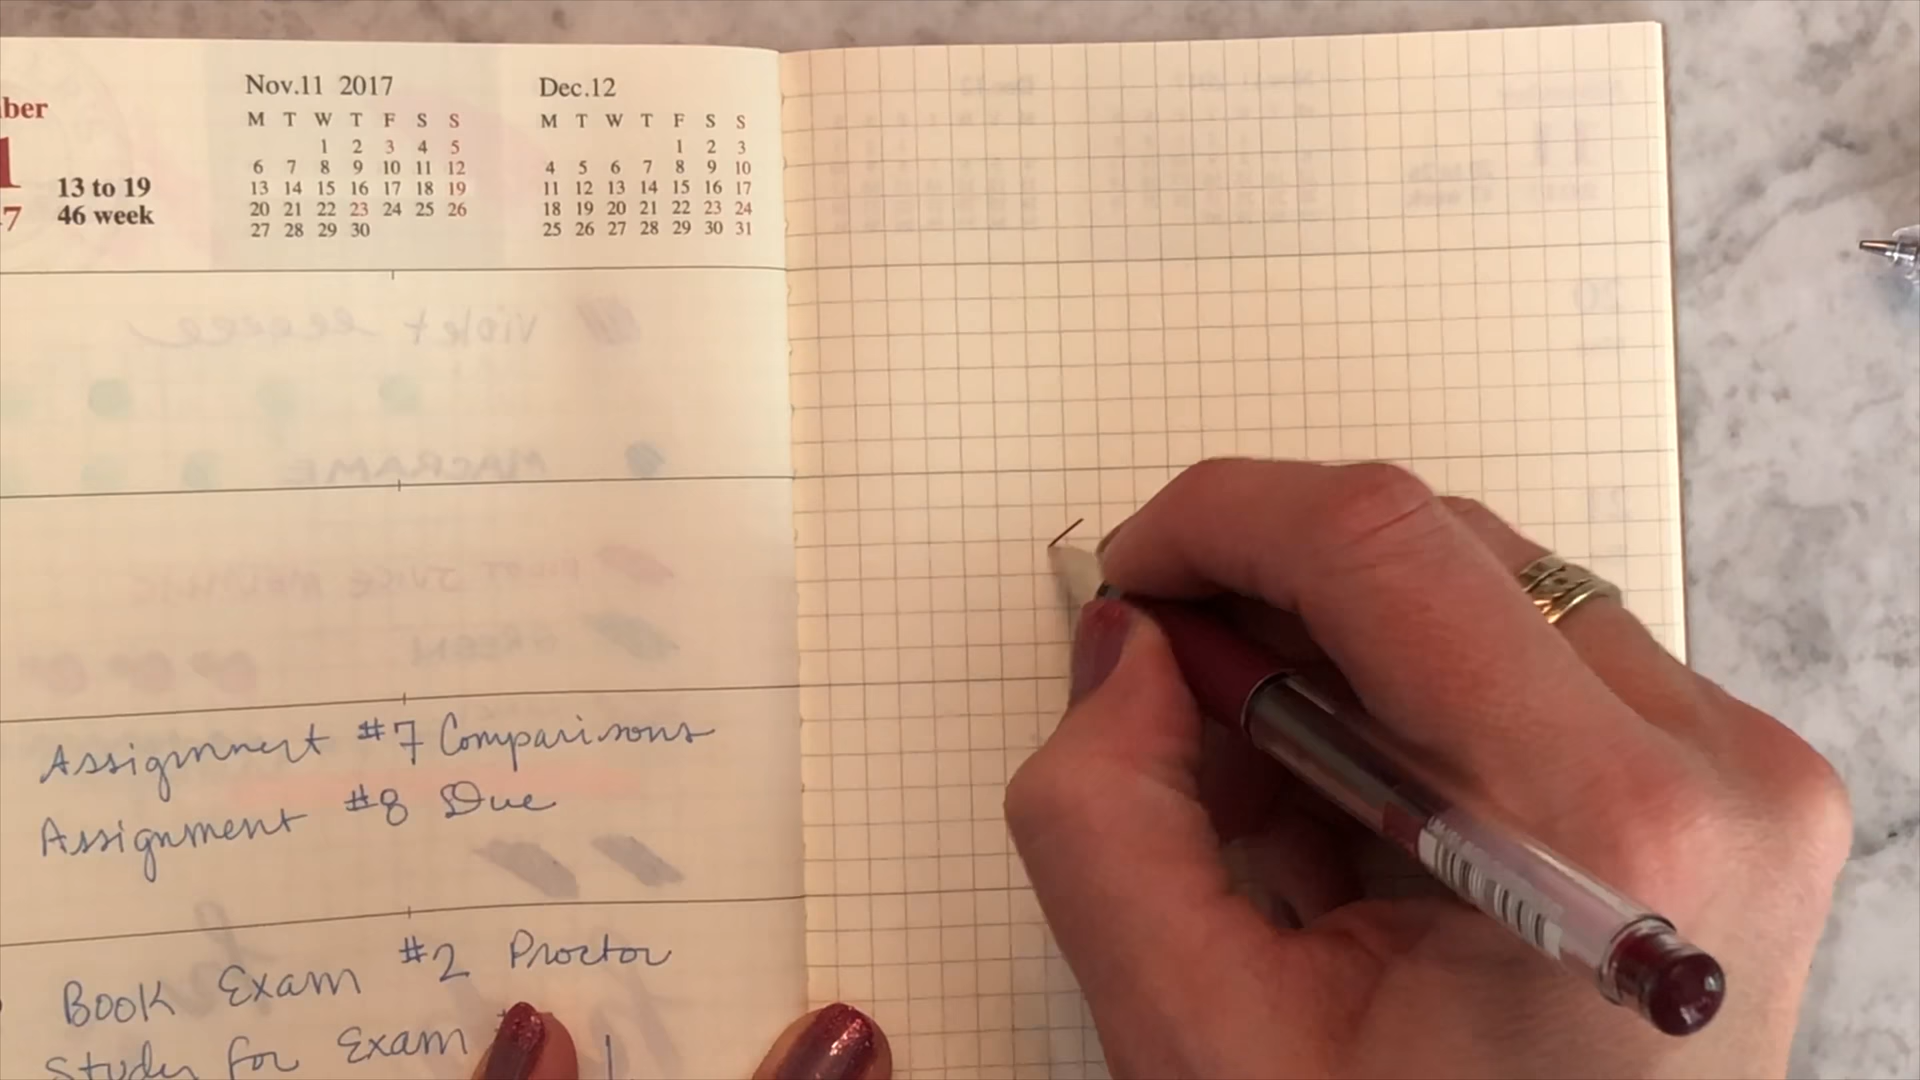 ber
13 to 19
46 week
Nov.11 2017
M T W T F S S
1 2 3 4 5
6 7 8 9 10 11 12
13 14 15 16 17 18 19
20 21 22 23 24 25 26
27 28 29 30
Dec.12
M T W T F S S
1 2 3
4 5 6 7 8 9 10
11 12 13 14 15 16 17
18 19 20 21 22 23 24
25 26 27 28 29 30 31
Violet
MACRAME
GREEN
Assignment #7 Comparisons
Assignment #8 Due
Book Exam #2 Proctor
Study for Exam